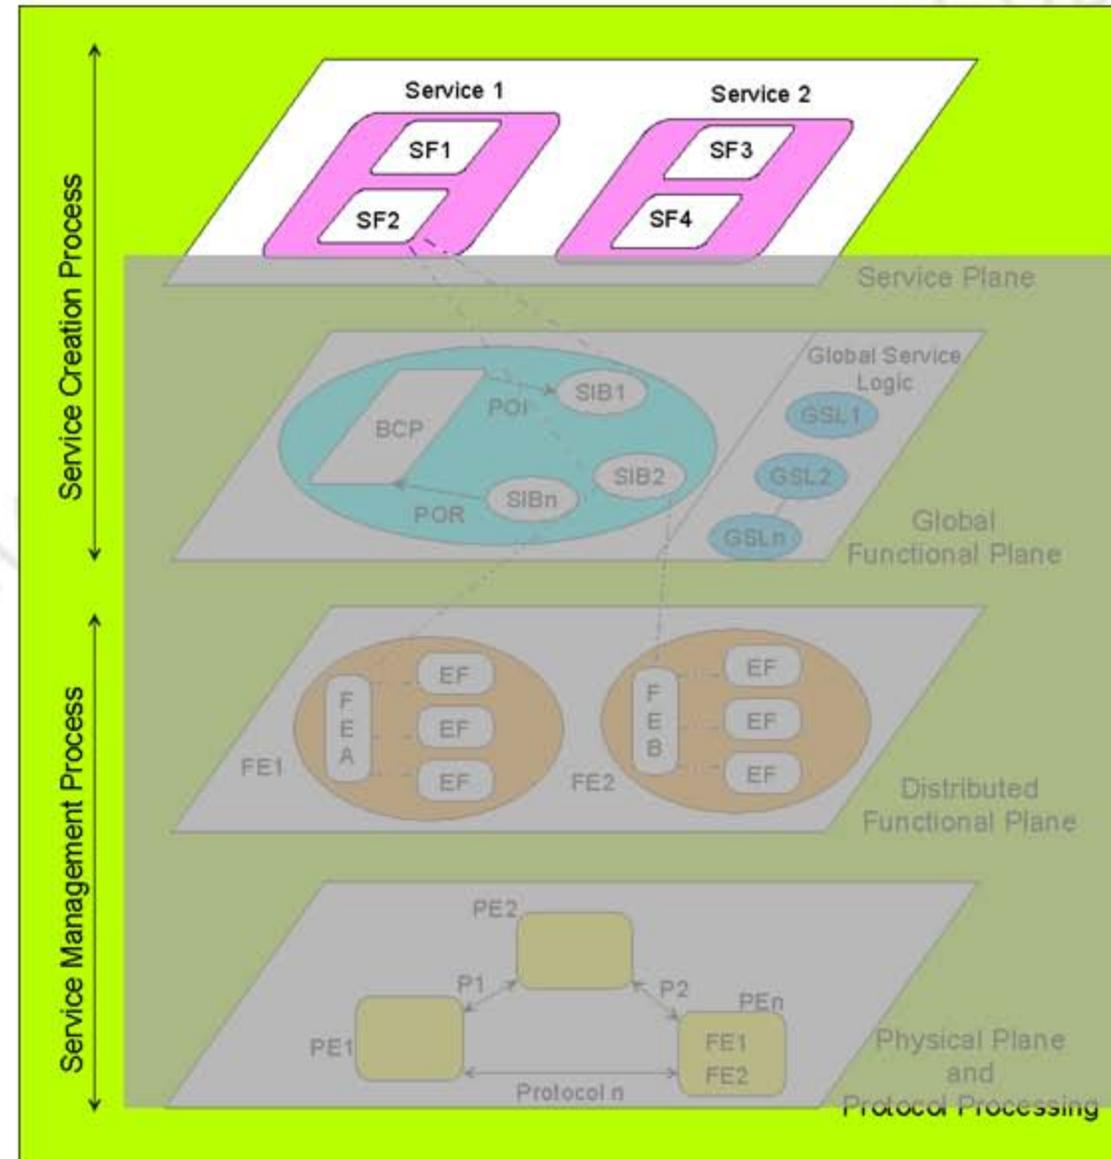 Service Creation Process
Service 1
Service 2
SF1
SF3
SF2
SF4
Service Plane
Global Service
Logic
SIB1
POI
GSL1
BCP
SIB2
GSL2
SIBn
POR
GSLn
Global
Functional Plane
Service Management Process
EF
EF
F
E
A
F
E
B
EF
EF
FE1
FE2
EF
EF
Distributed
Functional Plane
PE2
P1
P2
PEn
PE1
FE1
FE2
Protocol n
Physical Plane
and
Protocol Processing